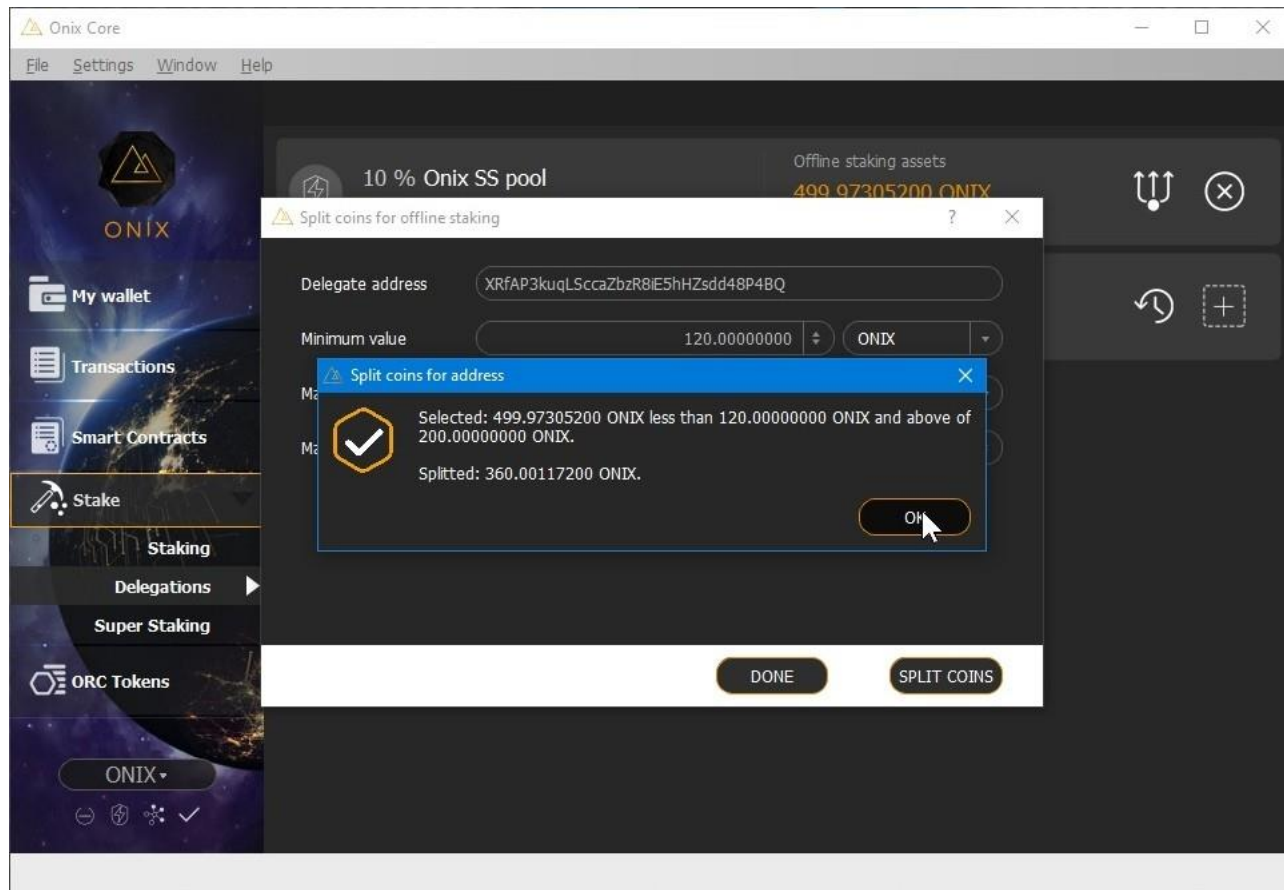 Onix Core
File Settings Window Help
ONIX
My wallet
Transactions
Smart Contracts
Stake
Staking
Delegations
Super Staking
ORC Tokens
ONIX
10 % Onix SS pool
Offline staking assets
499.97305200 ONIX
Split coins for offline staking
?
Delegate address XRfAP3kuqLSccaZbzR8iE5hHZsdd48P4BQ
Minimum value 120.00000000 ONIX
Split coins for address
Selected: 499.97305200 ONIX less than 120.00000000 ONIX and above of
200.00000000 ONIX.
Splitted: 360.00117200 ONIX.
OK
DONE SPLIT COINS